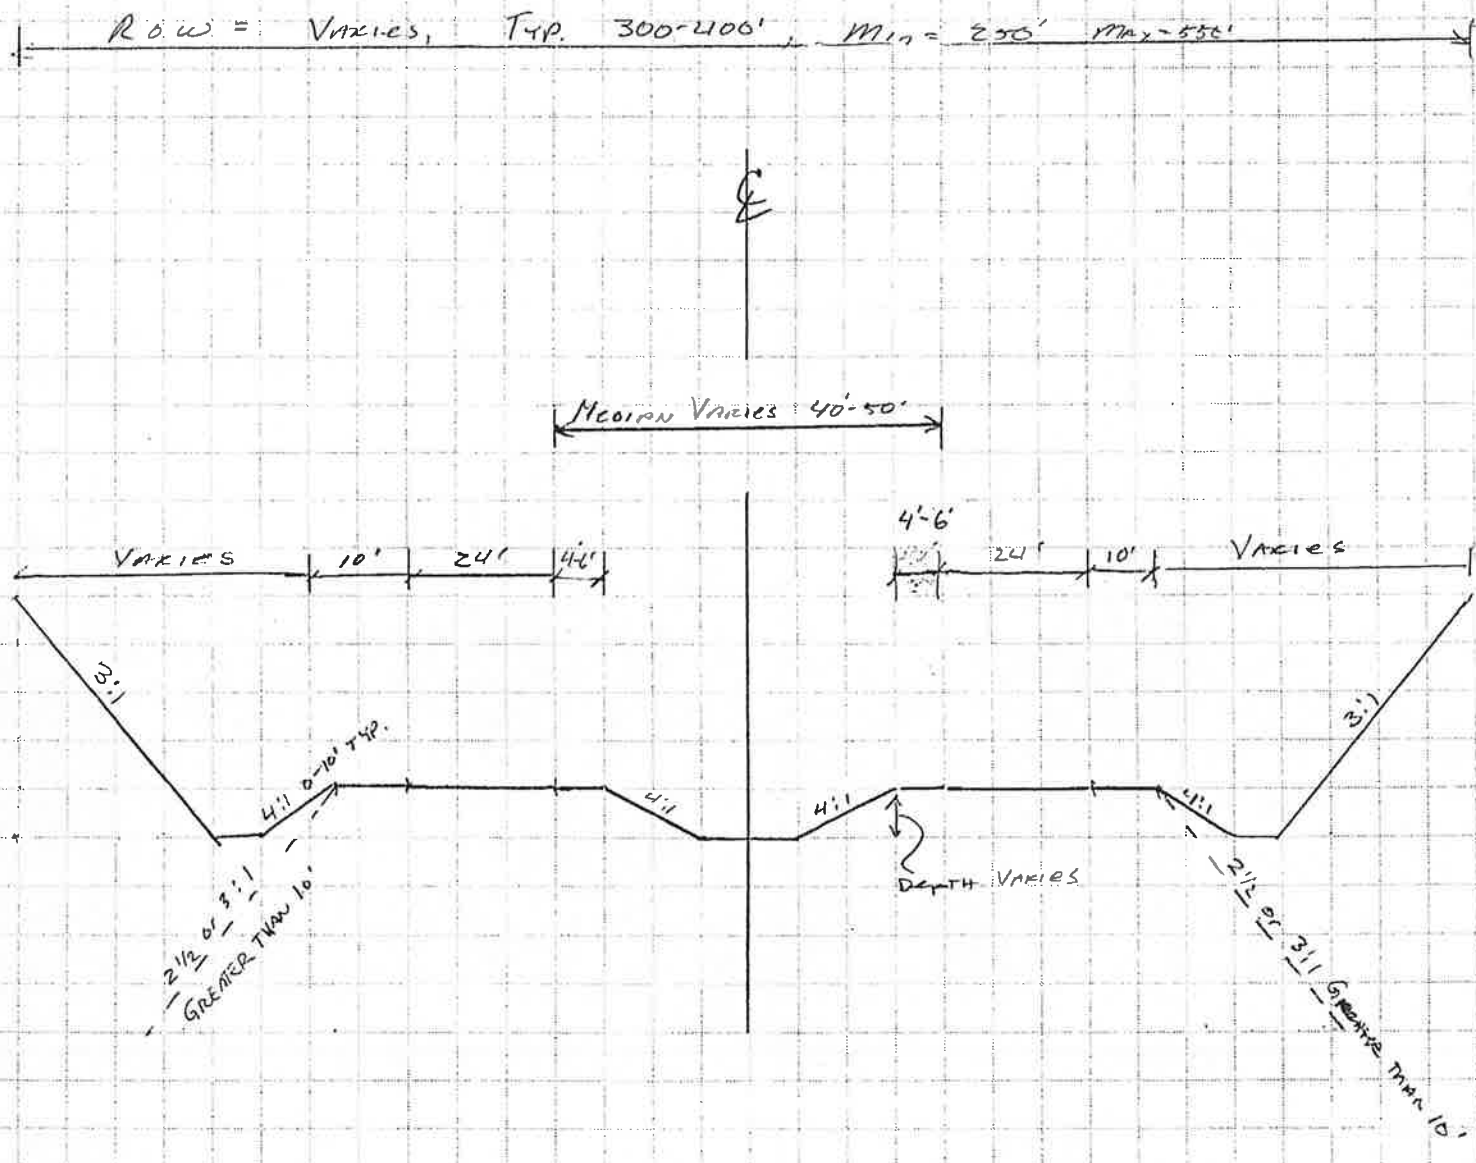 ROW = VARIES, TYP. 300-400', Min = 250' MAX-550'
℄
MEDIAN VARIES 40'-50'
4'-6'
VARIES 10' 24' 4-6' 24' 10' VARIES
3:1
4:1 0-10' TYP.
4:1
4:1
4:1
3:1
DEPTH VARIES
2 1/2 or 3:1
GREATER THAN 10'
2 1/2 or 3:1 GREATER THAN 10'